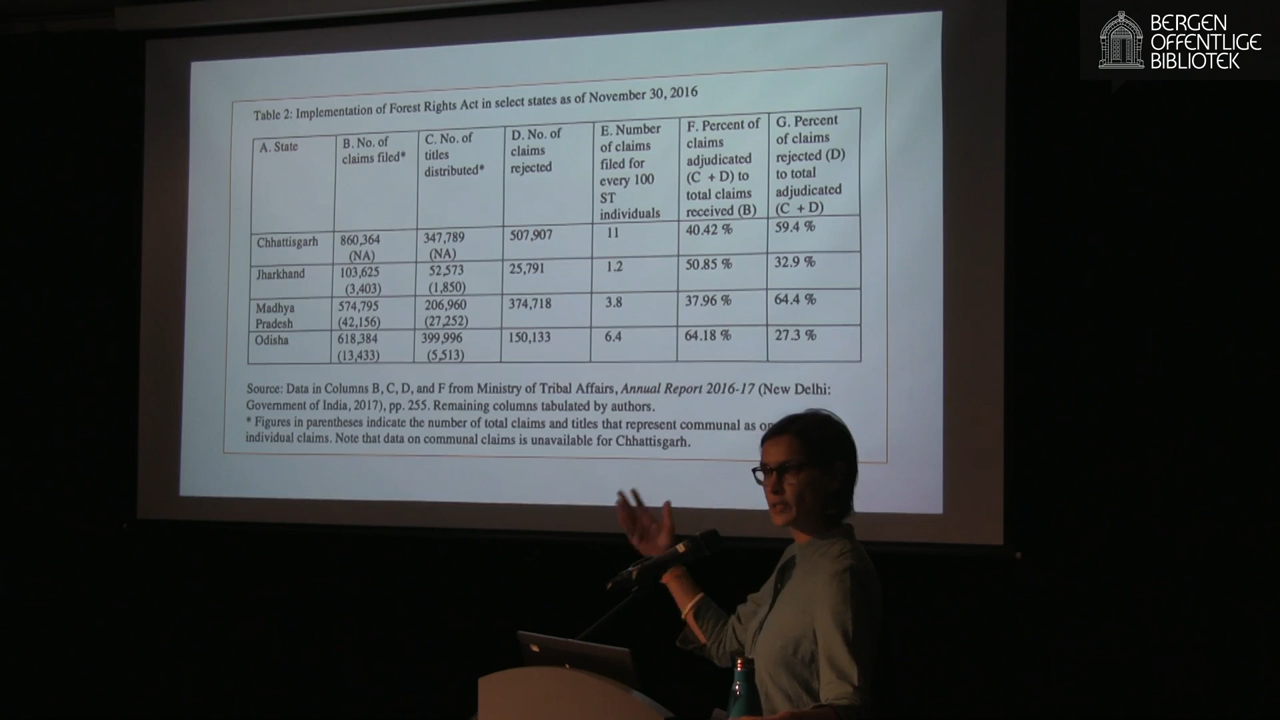 BERGEN
OFFENTLIGE
BIBLIOTEK
Table 2: Implementation of Forest Rights Act in select states as of November 30, 2016
A. State
B. No. of
claims filed*
C. No. of
titles
distributed*
D. No. of
claims
rejected
E. Number
of claims
filed for
every 100
ST
individuals
F. Percent of
claims
adjudicated
(C + D) to
total claims
received (B)
G. Percent
of claims
rejected (D)
to total
adjudicated
(C + D)
Chhattisgarh
860,364
(NA)
347,789
(NA)
507,907
11
40.42 %
59.4 %
Jharkhand
103,625
(3,403)
52,573
(1,850)
25,791
1.2
50.85 %
32.9 %
Madhya
Pradesh
574,795
(42,156)
206,960
(27,252)
374,718
3.8
37.96 %
64.4 %
Odisha
618,384
(13,433)
399,996
(5,513)
150,133
6.4
64.18 %
27.3 %
Source: Data in Columns B, C, D, and F from Ministry of Tribal Affairs, Annual Report 2016-17 (New Delhi:
Government of India, 2017), pp. 255. Remaining columns tabulated by authors.
* Figures in parentheses indicate the number of total claims and titles that represent communal as
individual claims. Note that data on communal claims is unavailable for Chhattisgarh.